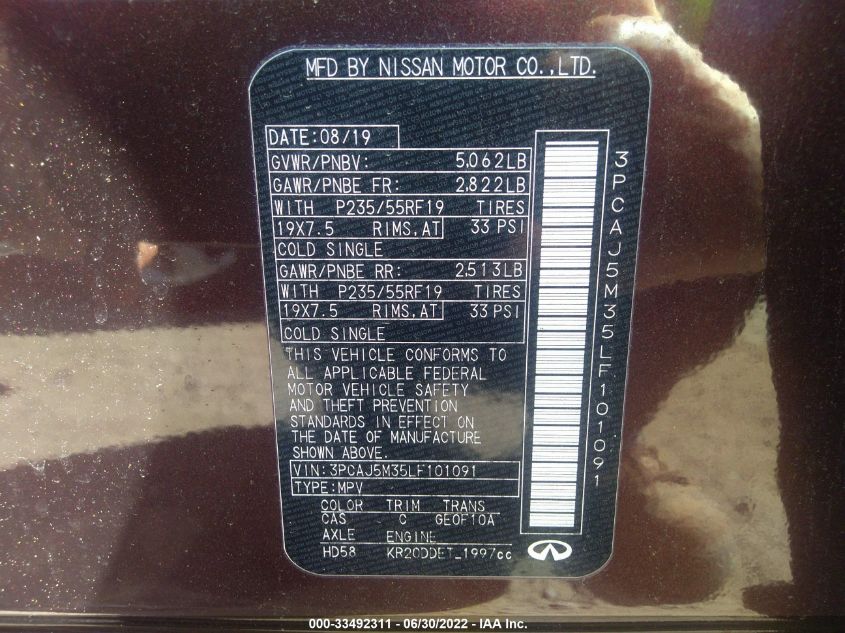 MFD BY NISSAN MOTOR CO.,LTD.
DATE:08/19
GVWR/PNBV: 5.062LB
GAWR/PNBE FR: 2.822LB
WITH P235/55RF19 TIRES
19X7.5 RIMS,AT 33 PSI
COLD SINGLE
GAWR/PNBE RR: 2.513LB
WITH P235/55RF19 TIRES
19X7.5 RIMS,AT 33 PSI
COLD SINGLE
THIS VEHICLE CONFORMS TO
ALL APPLICABLE FEDERAL
MOTOR VEHICLE SAFETY
AND THEFT PREVENTION
STANDARDS IN EFFECT ON
THE DATE OF MANUFACTURE
SHOWN ABOVE.
VIN:3PCAJ5M35LF101091
TYPE:MPV
COLOR TRIM TRANS
CAS C GE0F10A
AXLE ENGINE
HD58 KR20DDET_1997cc
3PCAJ5M35LF101091
000-33492311 - 06/30/2022 - IAA Inc.